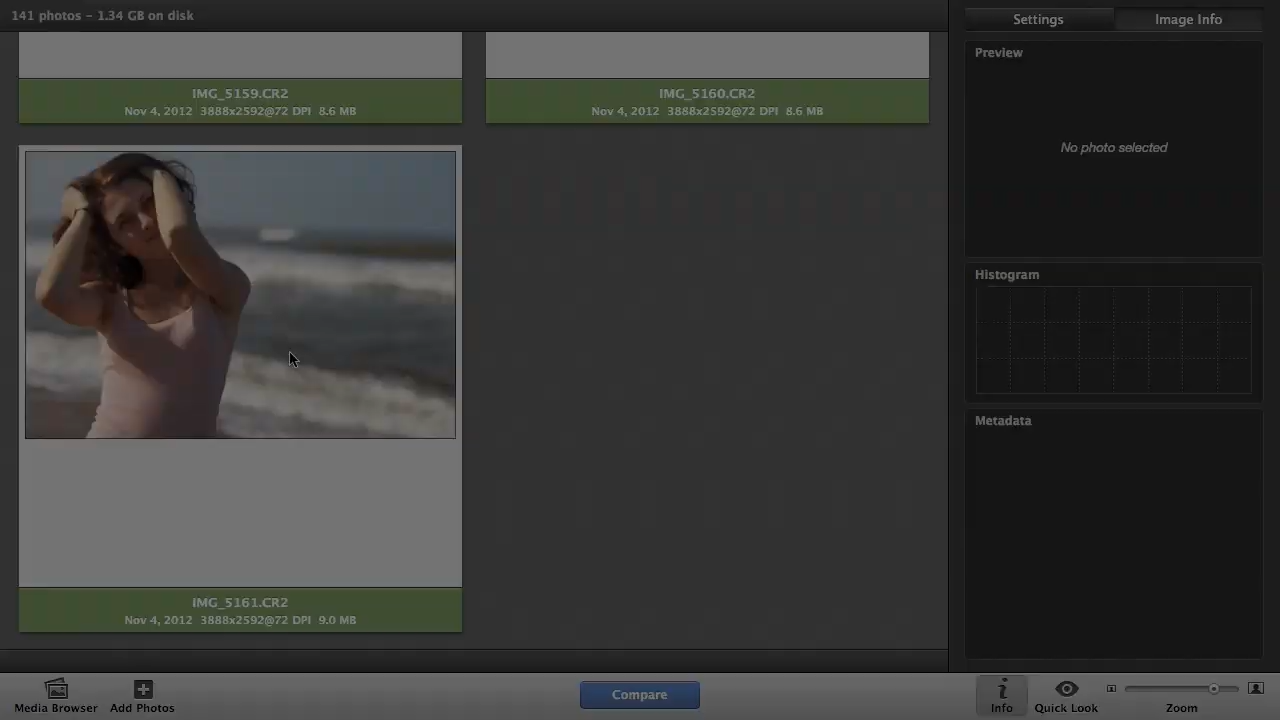 141 photos - 1.34 GB on disk
Settings
Image Info
Preview
No photo selected
IMG_5159.CR2
Nov 4, 2012 3888x2592@72 DPI 8.6 MB
IMG_5160.CR2
Nov 4, 2012 3888x2592@72 DPI 8.6 MB
Histogram
Metadata
IMG_5161.CR2
Nov 4, 2012 3888x2592@72 DPI 9.0 MB
Media Browser
Add Photos
Compare
Info
Quick Look
Zoom